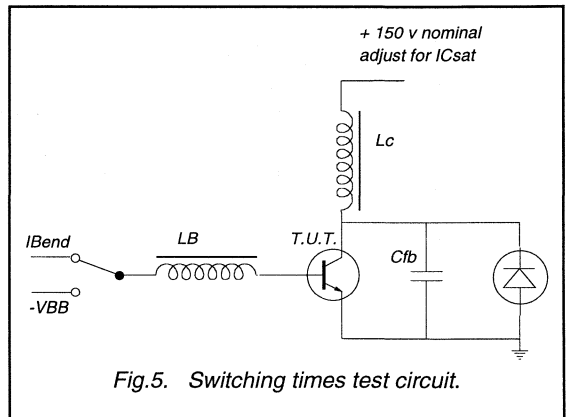 + 150 v nominal
adjust for ICsat
Lc
IBend
LB
T.U.T.
Cfb
-VBB
Fig.5. Switching times test circuit.